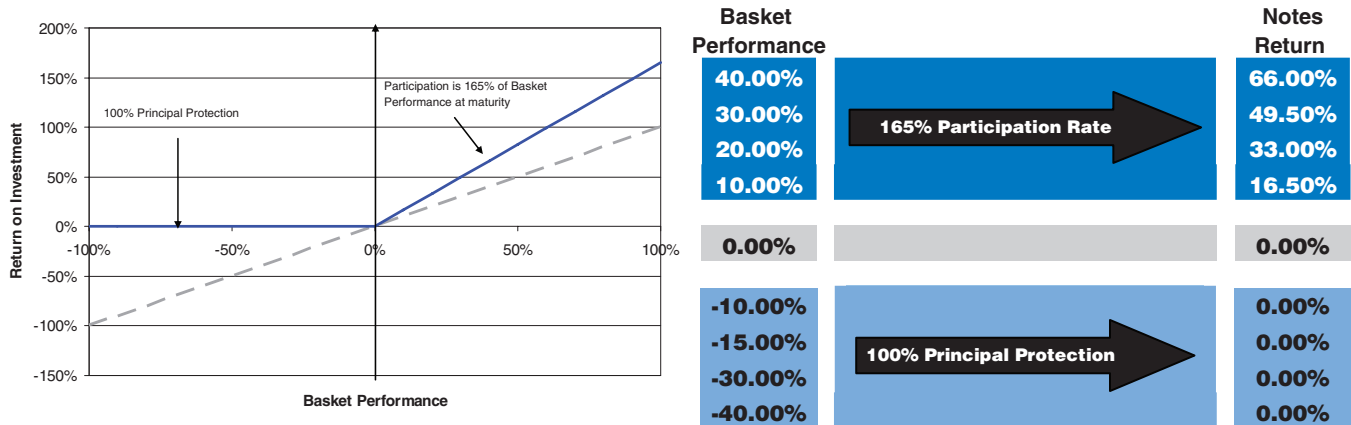 200%
150%
100%
50%
0%
-50%
-100%
-150%
-100%
-50%
0%
50%
100%
Return on Investment
Basket Performance
100% Principal Protection
Participation is 165% of Basket
Performance at maturity
Basket
Performance
Notes
Return
40.00%
66.00%
30.00%
165% Participation Rate
49.50%
20.00%
33.00%
10.00%
16.50%
0.00%
0.00%
-10.00%
0.00%
-15.00%
100% Principal Protection
0.00%
-30.00%
0.00%
-40.00%
0.00%